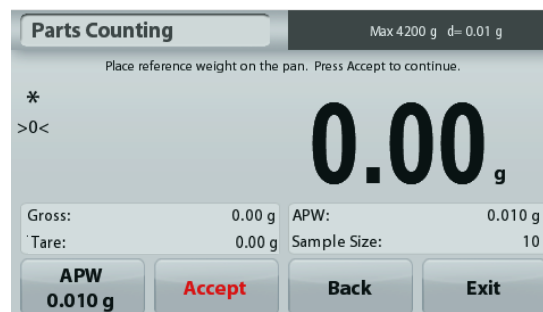 Parts Counting
Max 4200 g d= 0.01 g
Place reference weight on the pan. Press Accept to continue.
*
>0<
0.00 g
Gross: 0.00 g APW: 0.010 g
Tare: 0.00 g Sample Size: 10
APW
0.010 g
Accept
Back
Exit